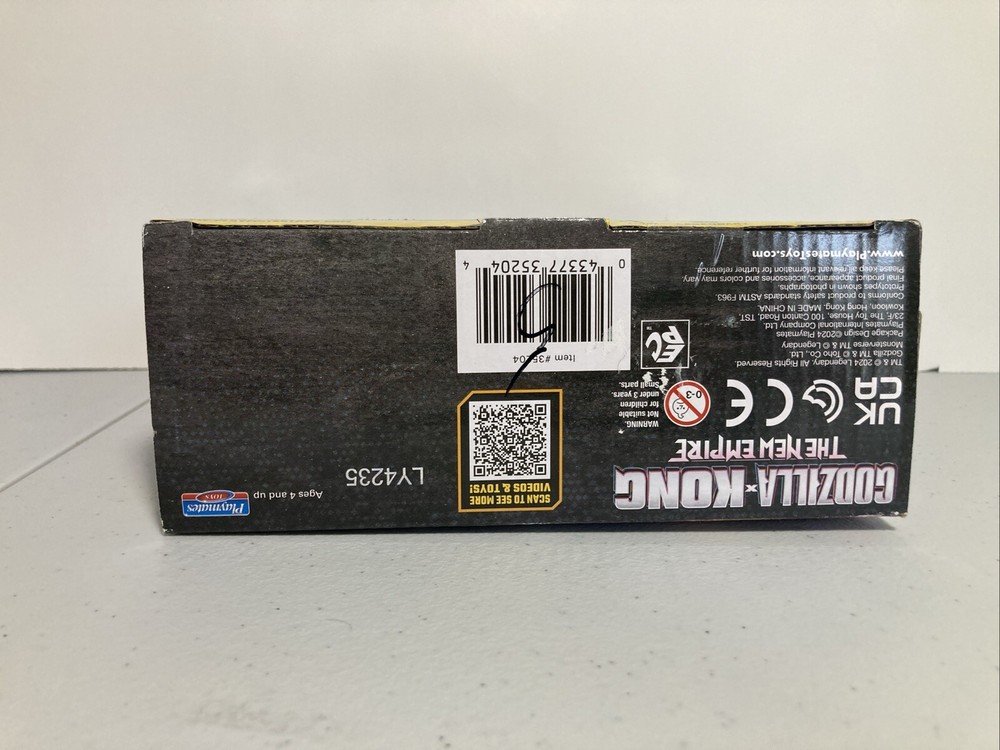 GODZILLA x KONG
THE NEW EMPIRE
UK
CA
CE
0-3
WARNING.
Not suitable
for children
under 3 years.
Small parts.
EPC
TM
TM & © 2024 Legendary. All Rights Reserved.
Godzilla TM & © Toho Co., Ltd.
Monsterverse TM & © Legendary
Package Design ©2024 Playmates
Playmates International Company Ltd.
23/F. The Toy House, 100 Canton Road, TST,
Kowloon, Hong Kong. MADE IN CHINA
Conforms to product safety standards ASTM F963.
Prototypes shown in photographs.
Final product appearance, accessories and colors may vary.
Please keep all relevant information for further reference.
www.PlaymatesToys.com
SCAN TO SEE MORE
VIDEOS & TOYS!
Item #35204
0 43377 35204 4
LY4235
Ages 4 and up
Playmates
TOYS